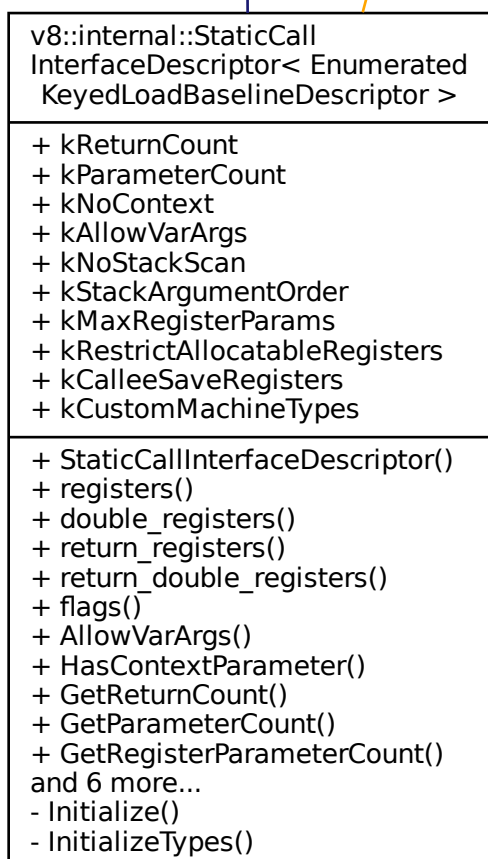 v8::internal::StaticCall
InterfaceDescriptor< Enumerated
KeyedLoadBaselineDescriptor >
+ kReturnCount
+ kParameterCount
+ kNoContext
+ kAllowVarArgs
+ kNoStackScan
+ kStackArgumentOrder
+ kMaxRegisterParams
+ kRestrictAllocatableRegisters
+ kCalleeSaveRegisters
+ kCustomMachineTypes
+ StaticCallInterfaceDescriptor()
+ registers()
+ double_registers()
+ return_registers()
+ return_double_registers()
+ flags()
+ AllowVarArgs()
+ HasContextParameter()
+ GetReturnCount()
+ GetParameterCount()
+ GetRegisterParameterCount()
and 6 more...
- Initialize()
- InitializeTypes()